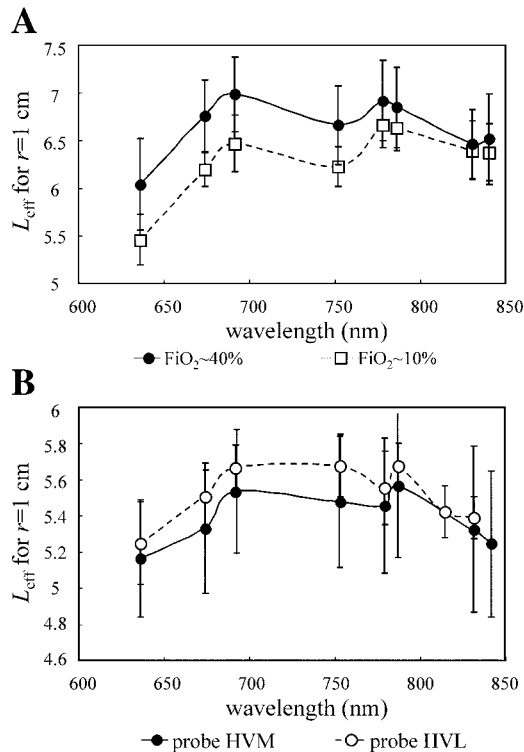 A
7.5
7
6.5
6
5.5
5
L_eff for r=1 cm
600 650 700 750 800 850
wavelength (nm)
FiO₂~40% FiO₂~10%
B
6
5.8
5.6
5.4
5.2
5
4.8
4.6
L_eff for r=1 cm
600 650 700 750 800 850
wavelength (nm)
probe HVM probe HVL